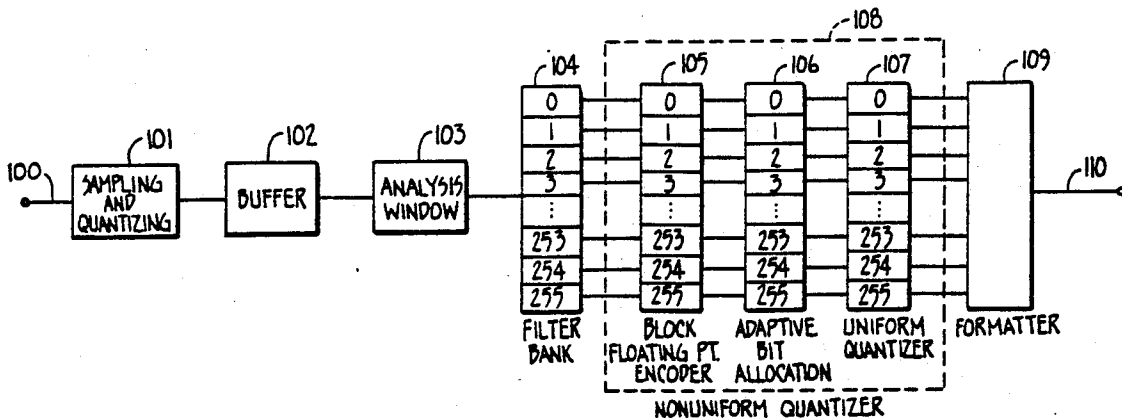 108
104
105
106
107
109
0
0
0
0
1
1
1
1
101
102
103
2
2
2
2
100
SAMPLING
AND
QUANTIZING
BUFFER
ANALYSIS
WINDOW
3
3
3
3
110
⋮
⋮
⋮
⋮
253
253
253
253
254
254
254
254
255
255
255
255
FILTER
BANK
BLOCK
FLOATING PT.
ENCODER
ADAPTIVE
BIT
ALLOCATION
UNIFORM
QUANTIZER
FORMATTER
NONUNIFORM QUANTIZER